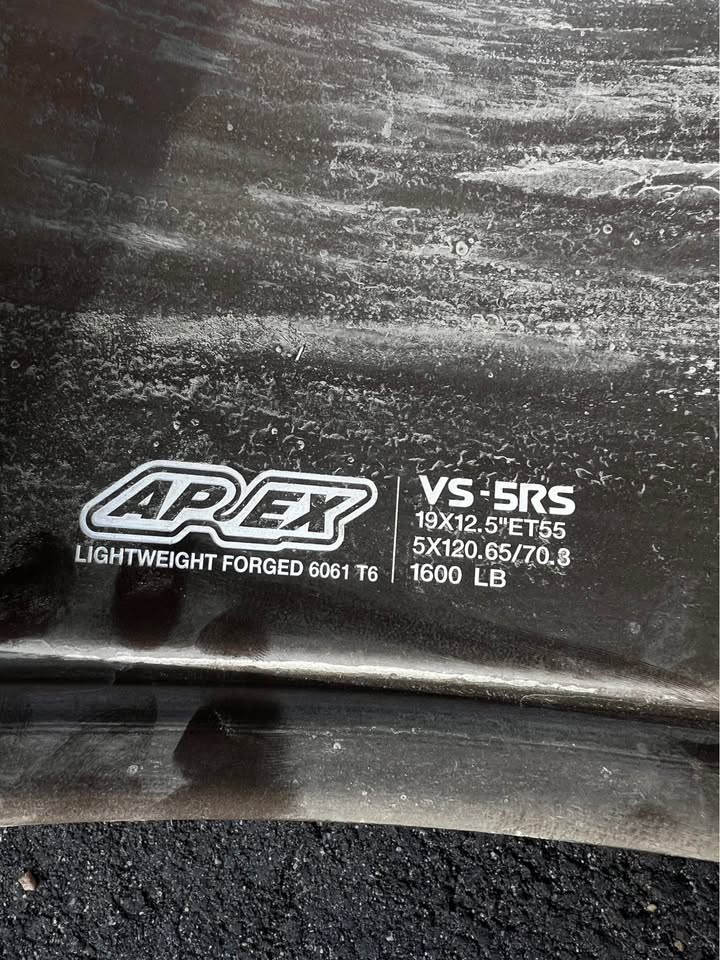 APEX
LIGHTWEIGHT FORGED 6061 T6
VS-5RS
19X12.5"ET55
5X120.65/70.3
1600 LB